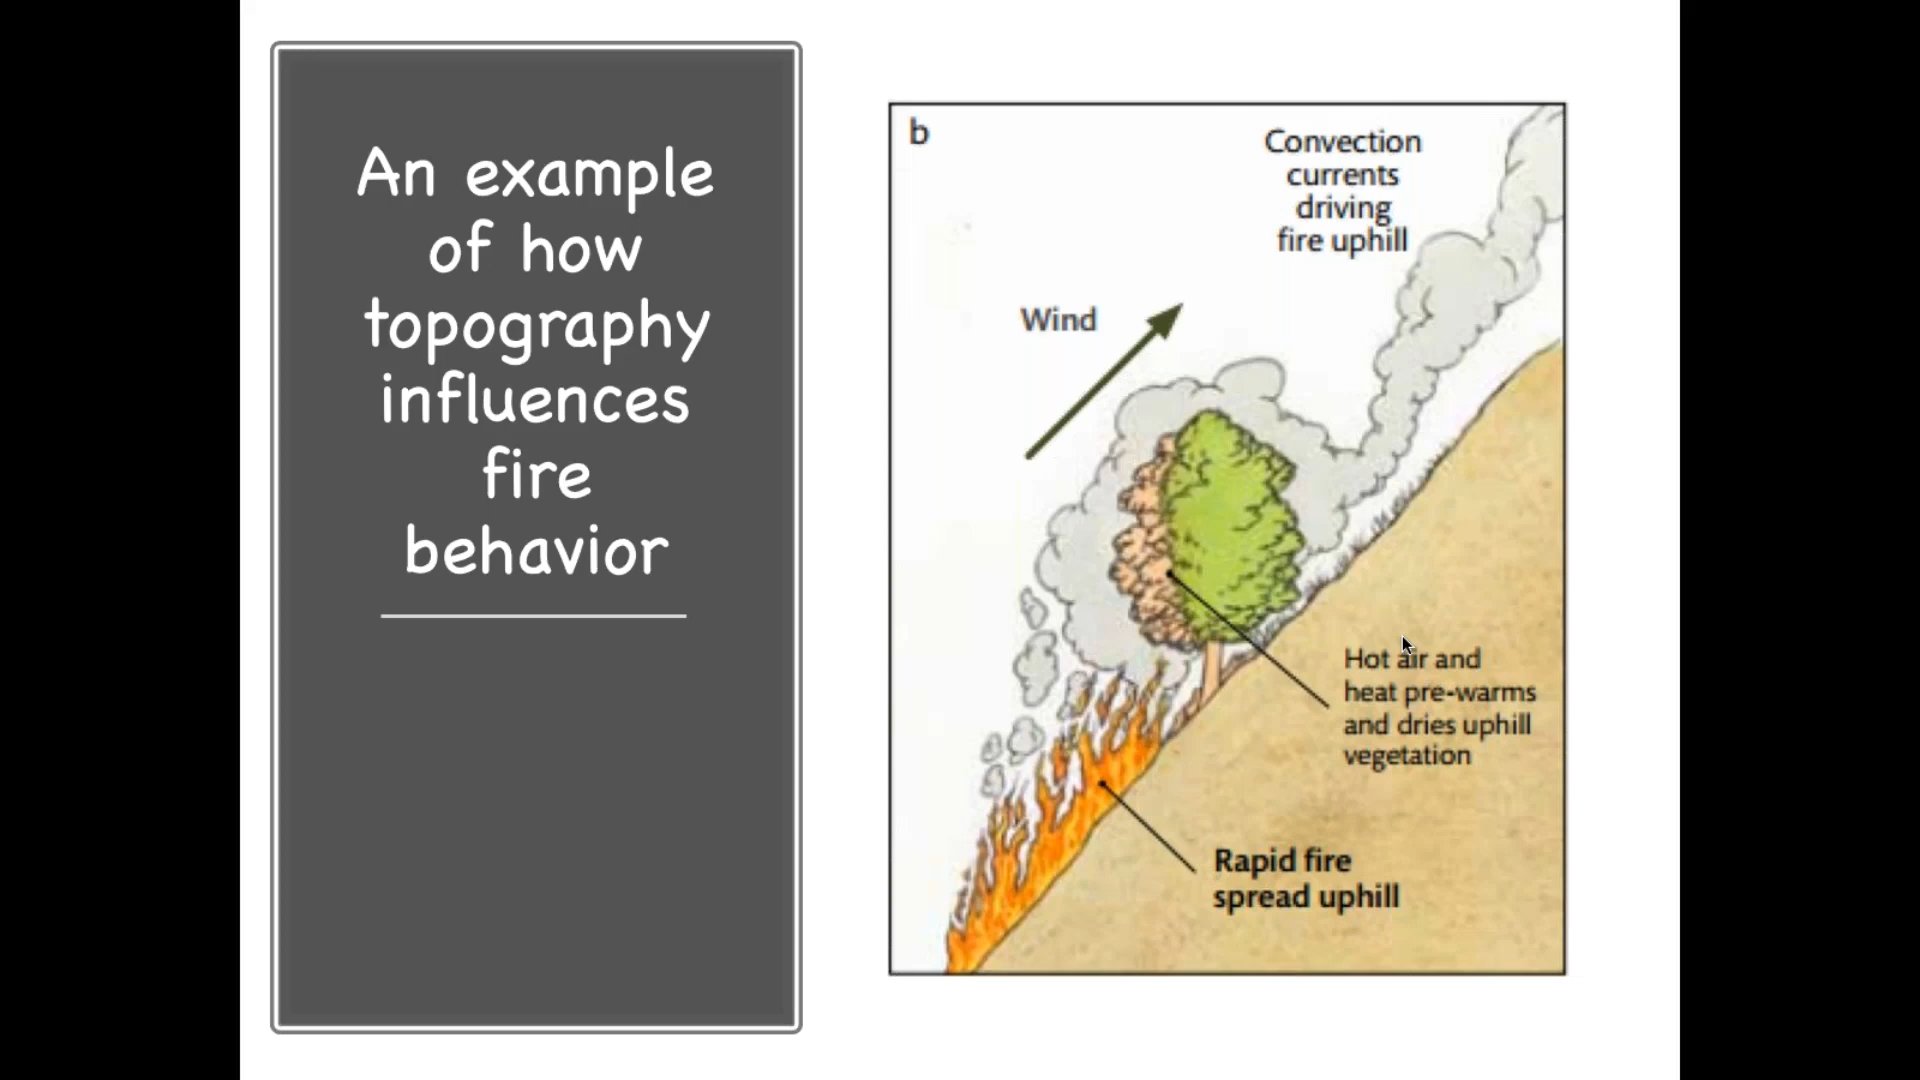 An example
of how
topography
influences
fire
behavior
b
Convection
currents
driving
fire uphill
Wind
Hot air and
heat pre-warms
and dries uphill
vegetation
Rapid fire
spread uphill